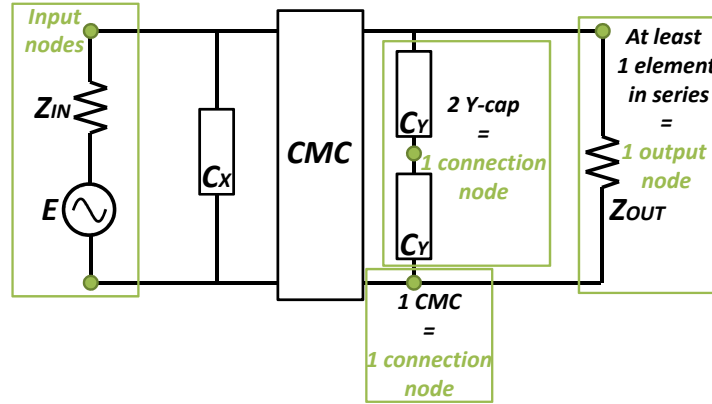 Input
nodes
ZIN
E
CX
CMC
CY
CY
2 Y-cap
=
1 connection
node
1 CMC
=
1 connection
node
At least
1 element
in series
=
1 output
node
ZOUT